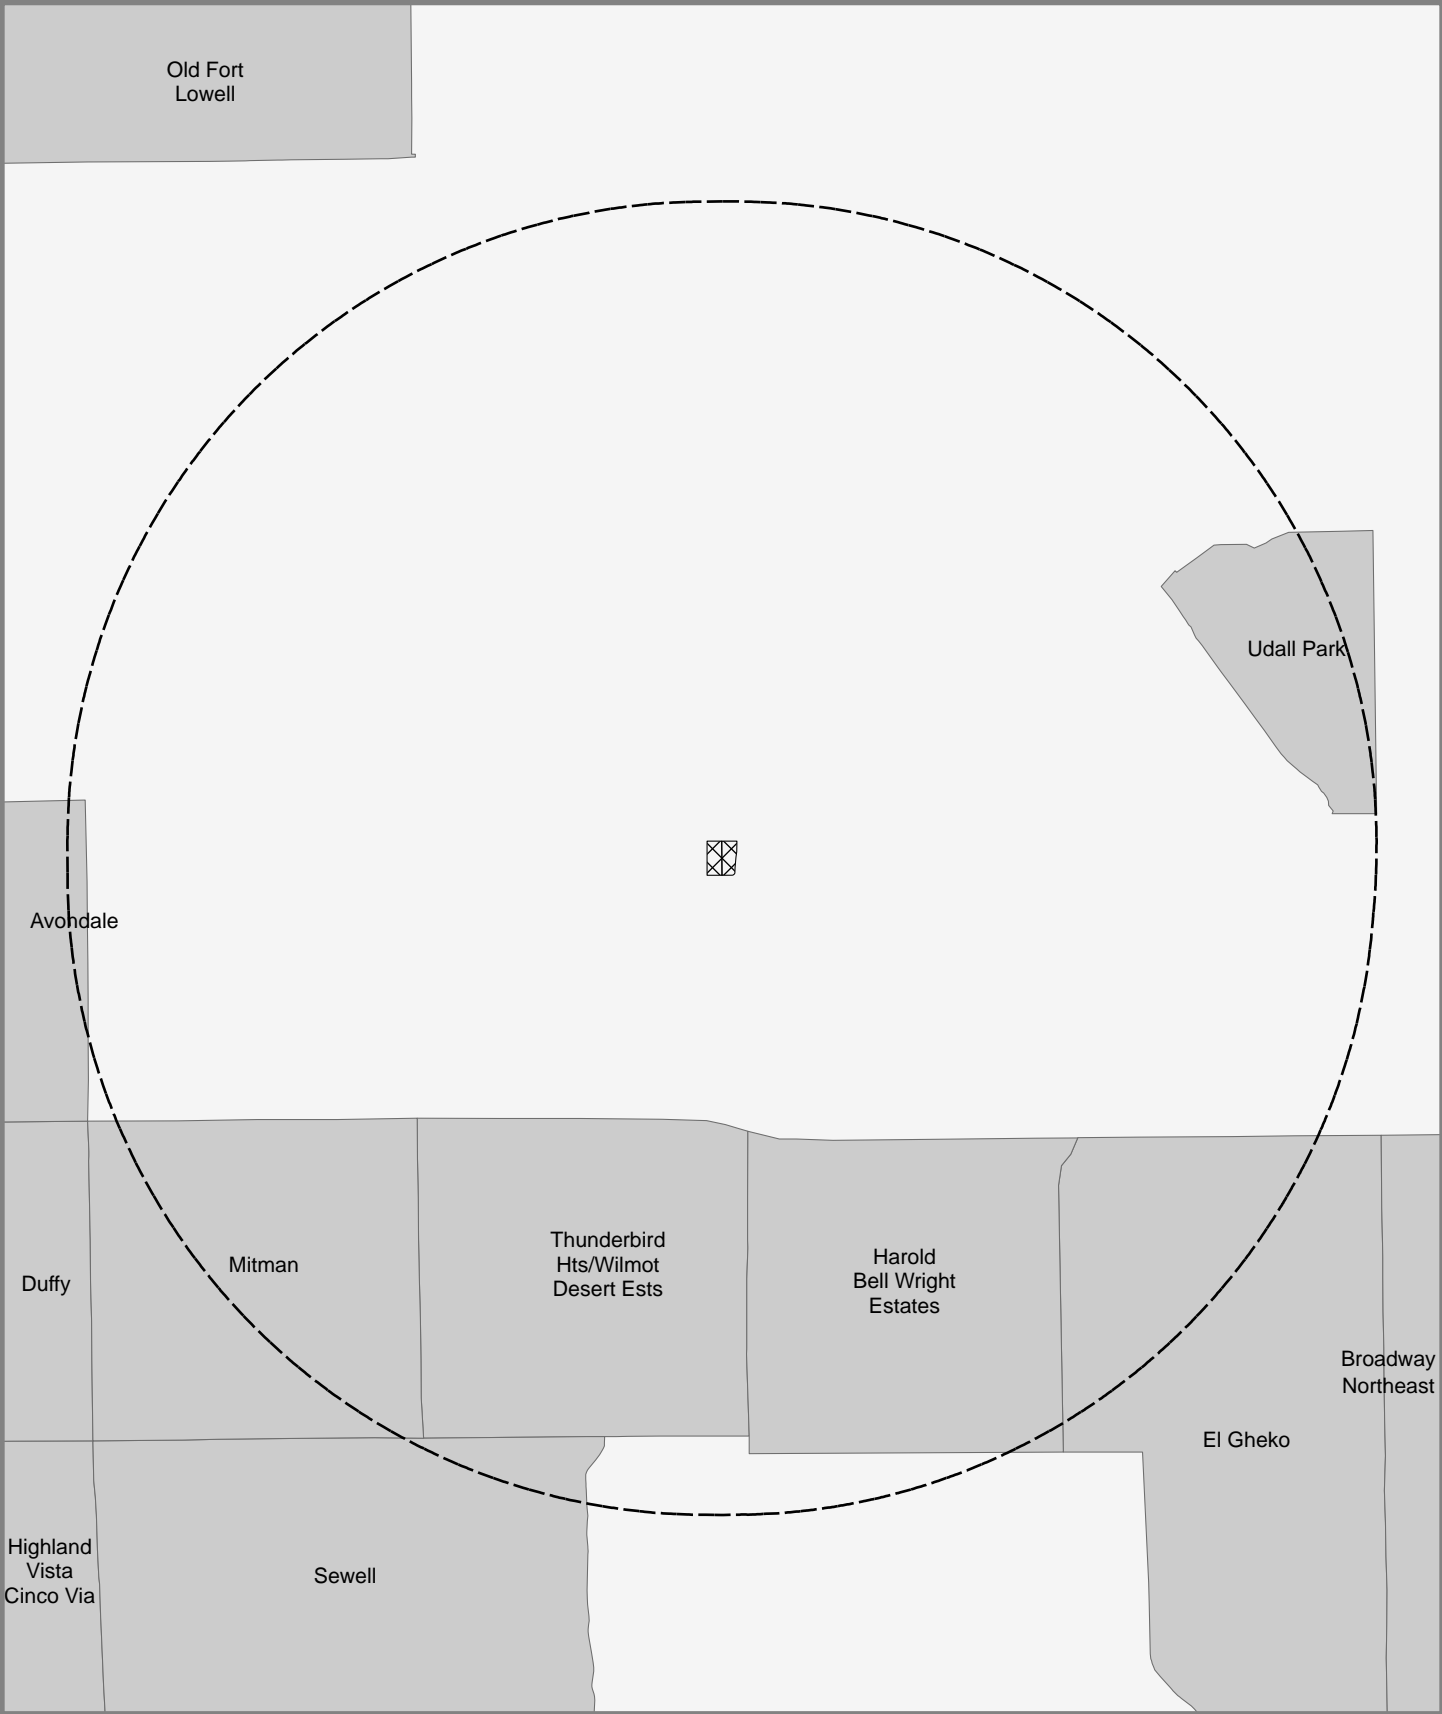 Old Fort
Lowell
Udall Park
Avondale
Thunderbird
Hts/Wilmot
Desert Ests
Harold
Bell Wright
Estates
Mitman
Duffy
Broadway
Northeast
El Gheko
Highland
Vista
Cinco Via
Sewell